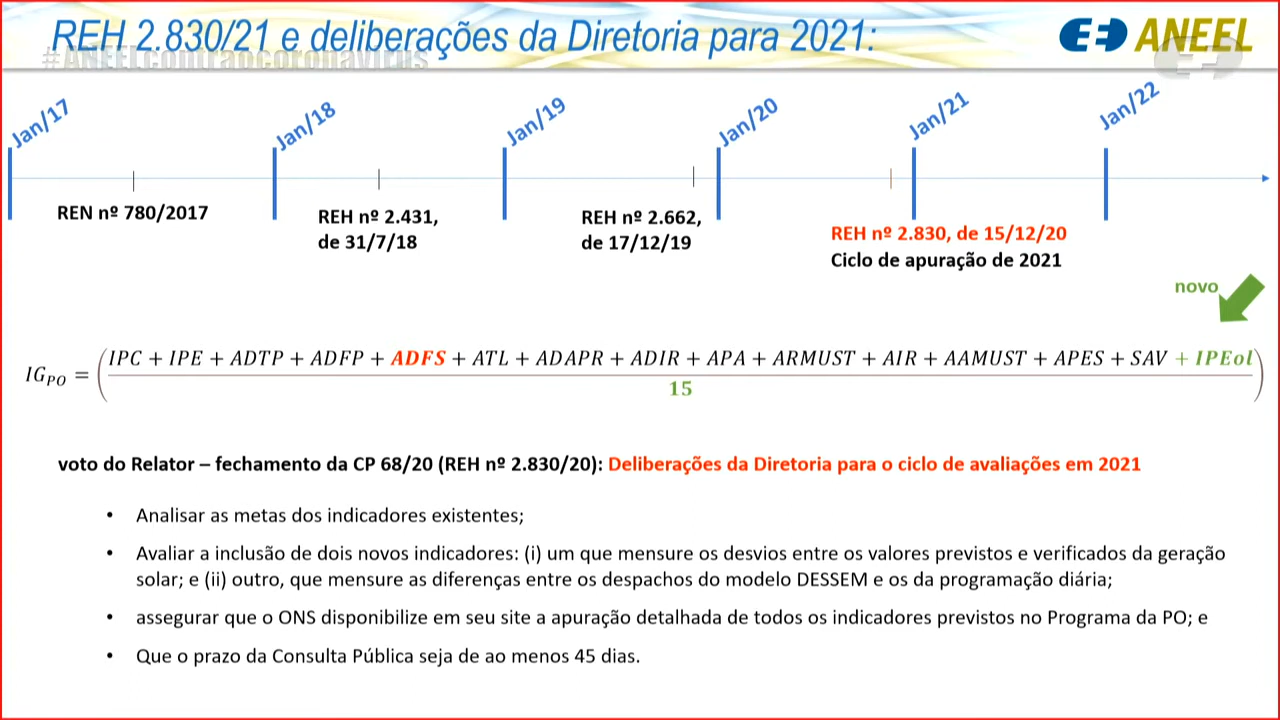 REH 2.830/21 e deliberações da Diretoria para 2021:
#ANEELcontraocoronavírus
ANEEL
Jan/17
Jan/18
Jan/19
Jan/20
Jan/21
Jan/22
REN nº 780/2017
REH nº 2.431,
de 31/7/18
REH nº 2.662,
de 17/12/19
REH nº 2.830, de 15/12/20
Ciclo de apuração de 2021
novo
IG_PO = (IPC + IPE + ADTP + ADFP + ADFS + ATL + ADAPR + ADIR + APA + ARMUST + AIR + AAMUST + APES + SAV + IPEol)
15
voto do Relator – fechamento da CP 68/20 (REH nº 2.830/20): Deliberações da Diretoria para o ciclo de avaliações em 2021
• Analisar as metas dos indicadores existentes;
• Avaliar a inclusão de dois novos indicadores: (i) um que mensure os desvios entre os valores previstos e verificados da geração
solar; e (ii) outro, que mensure as diferenças entre os despachos do modelo DESSEM e os da programação diária;
• assegurar que o ONS disponibilize em seu site a apuração detalhada de todos os indicadores previstos no Programa da PO; e
• Que o prazo da Consulta Pública seja de ao menos 45 dias.